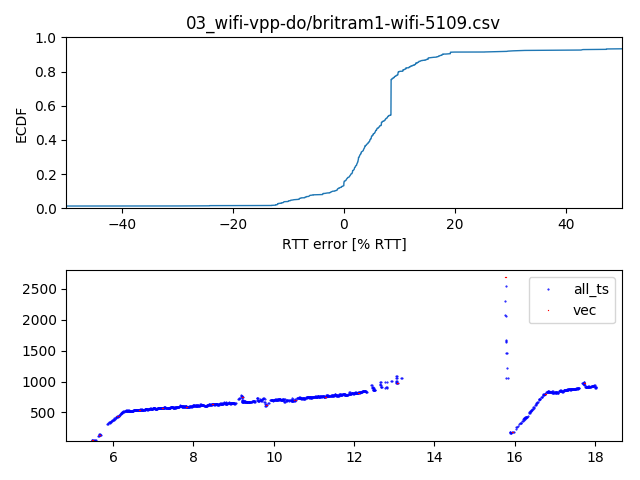 03_wifi-vpp-do/britram1-wifi-5109.csv
1.0
0.8
0.6
0.4
0.2
0.0
ECDF
−40 −20 0 20 40
RTT error [% RTT]
2500
2000
1500
1000
500
all_ts
vec
6 8 10 12 14 16 18